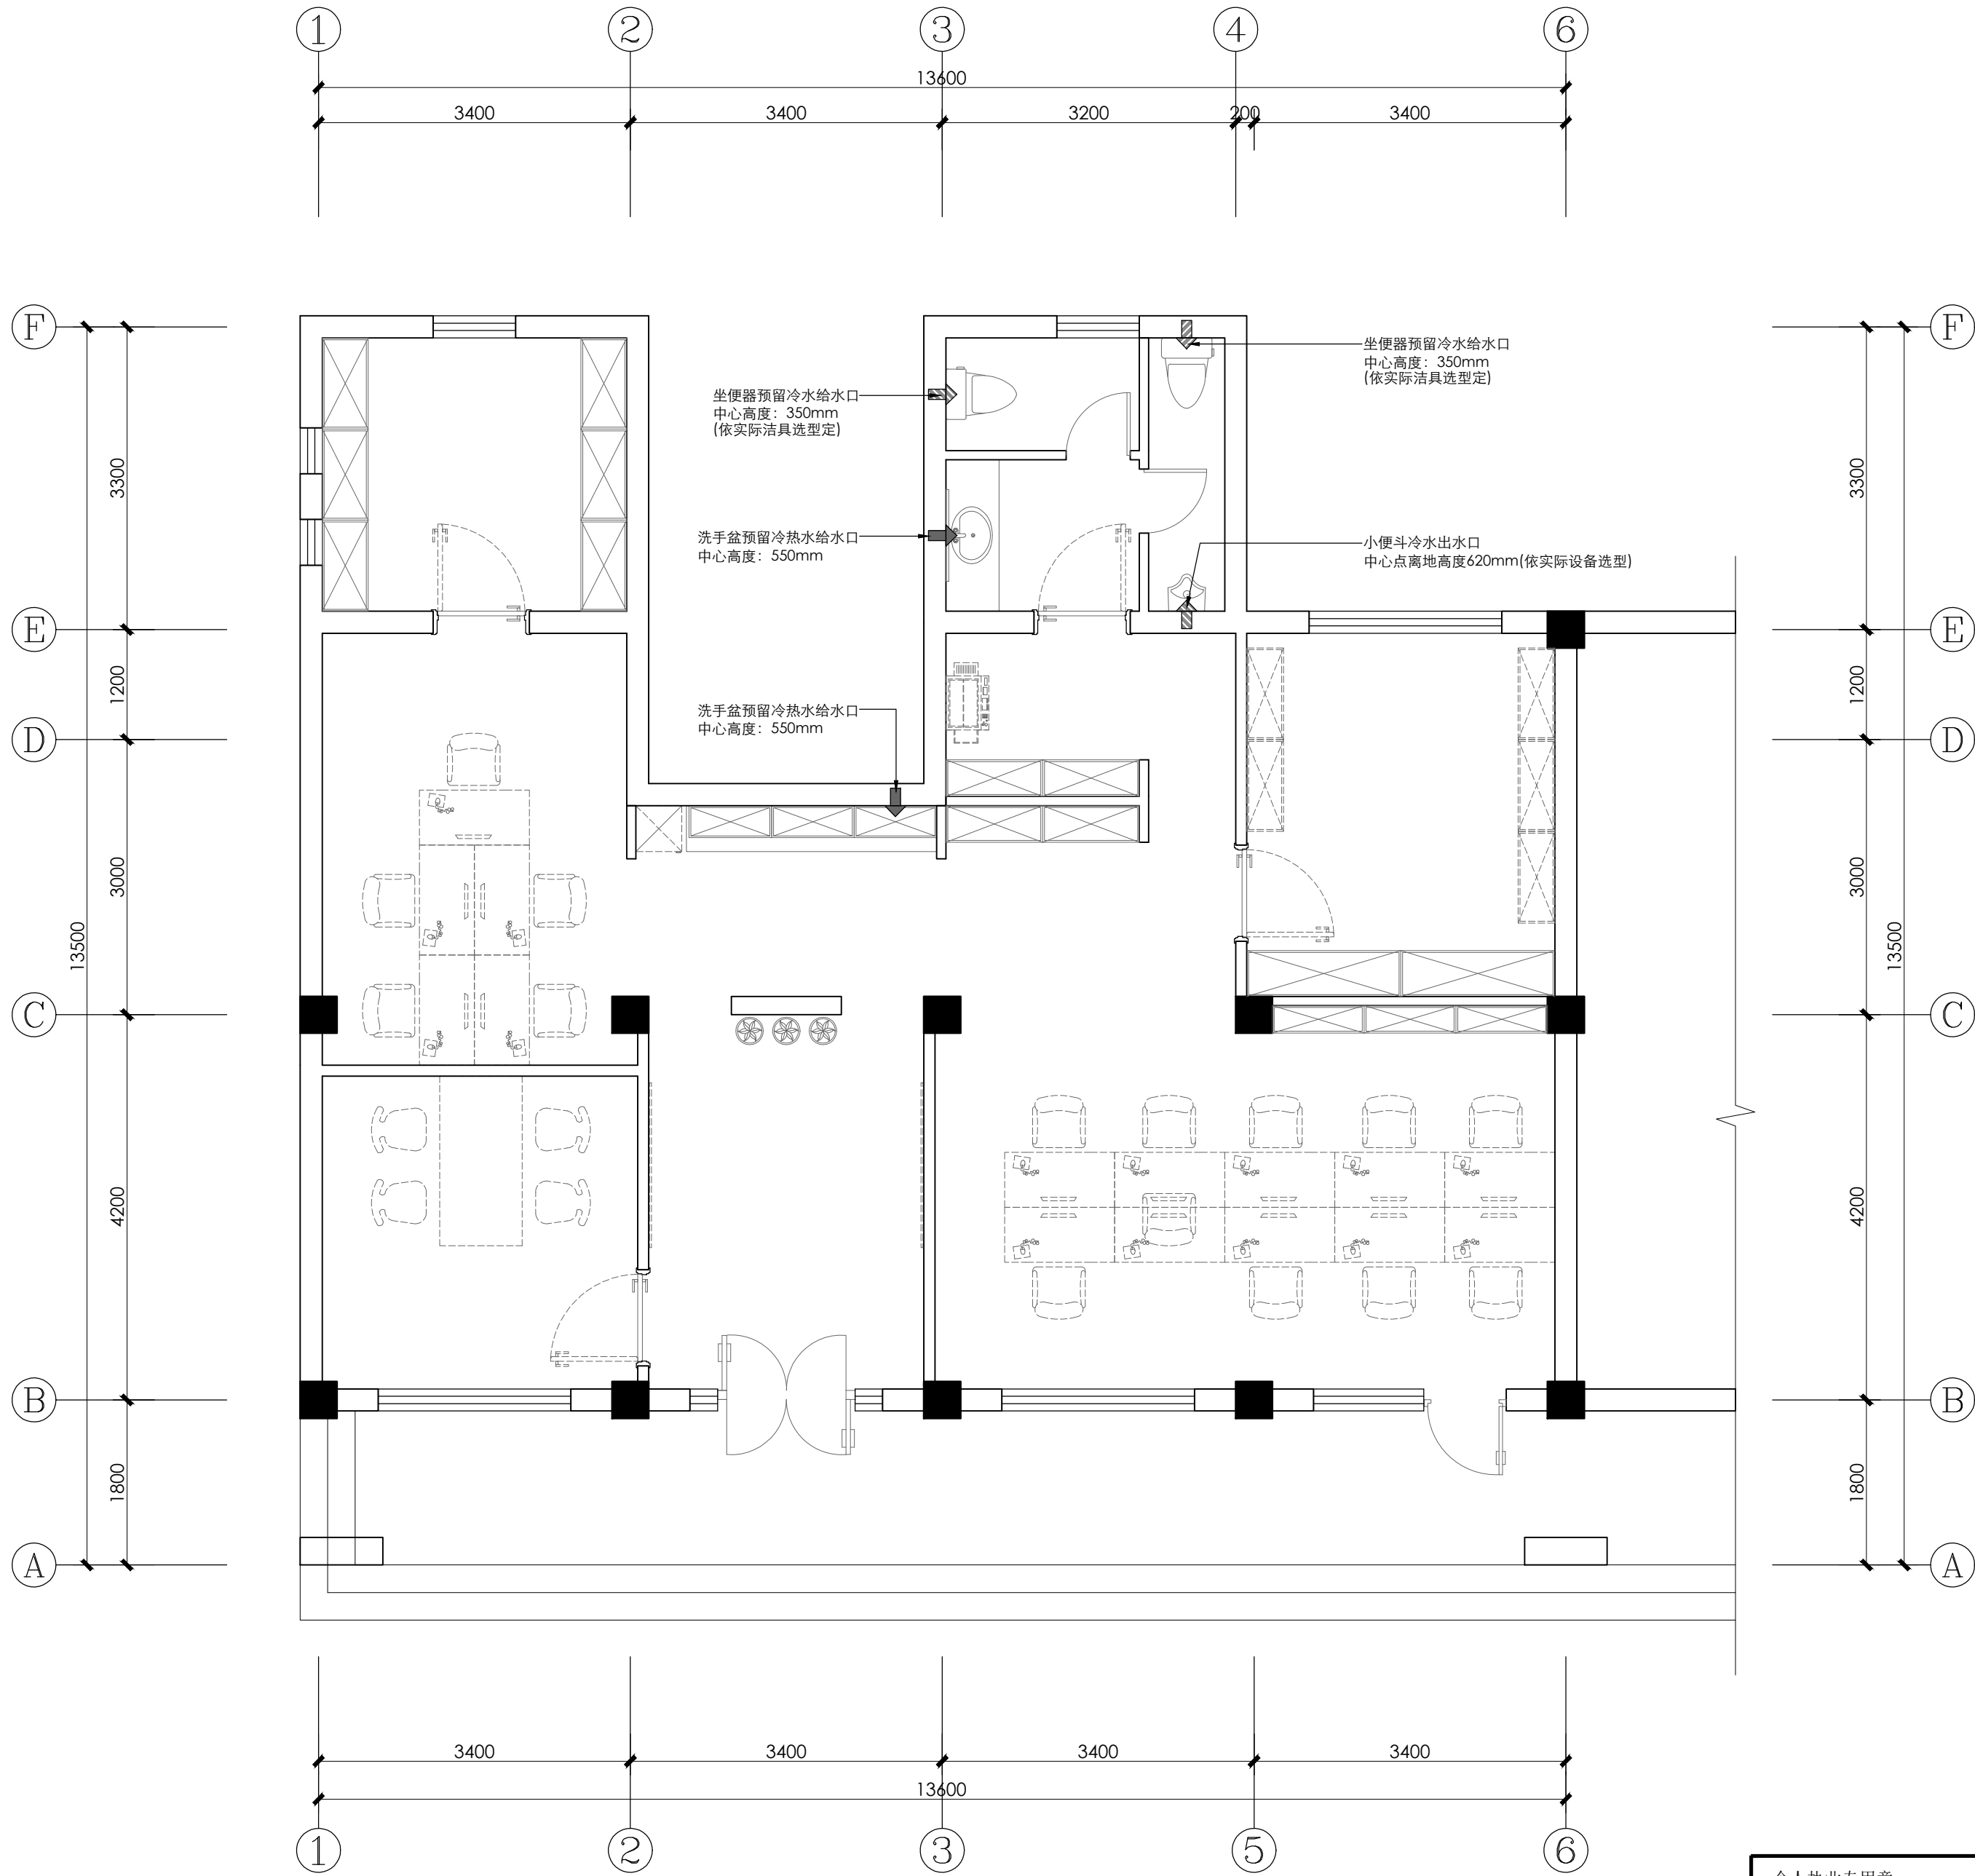 1 2 3 4 6
13600
3400 3400 3200 200 3400
F F
坐便器预留冷水给水口
中心高度：350mm
(依实际洁具选型定)
坐便器预留冷水给水口
中心高度：350mm
(依实际洁具选型定)
3300 3300
洗手盆预留冷热水给水口
中心高度：550mm
小便斗冷水出水口
中心点离地高度620mm(依实际设备选型)
E E
1200 1200
洗手盆预留冷热水给水口
中心高度：550mm
D D
3000 3000
13500 13500
C C
4200 4200
B B
1800 1800
A A
3400 3400 3400 3400
13600
1 2 3 5 6